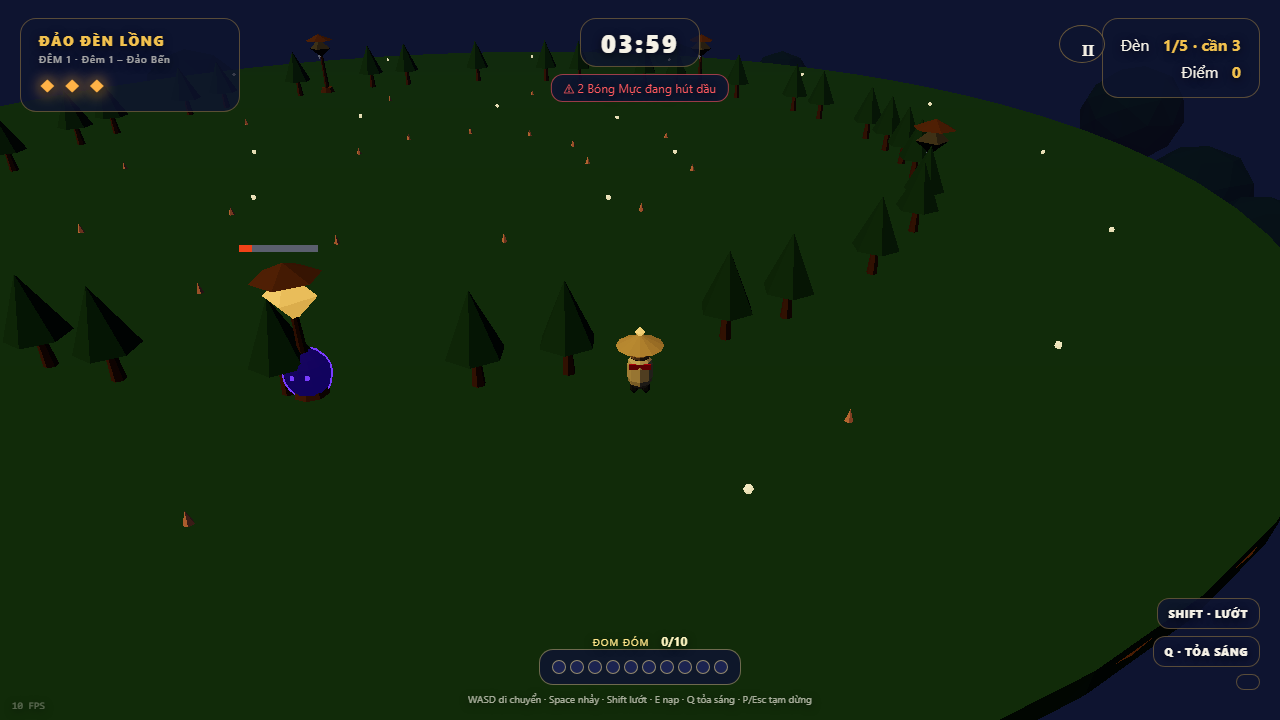 ĐẢO ĐÈN LỒNG
ĐÊM 1 · Đêm 1 – Đảo Bến
03:59
⚠ 2 Bóng Mực đang hút dầu
II
Đèn 1/5 · cần 3
Điểm 0
SHIFT · LƯỚT
Q · TỎA SÁNG
ĐOM ĐÓM 0/10
WASD di chuyển · Space nhảy · Shift lướt · E nạp · Q tỏa sáng · P/Esc tạm dừng
10 FPS